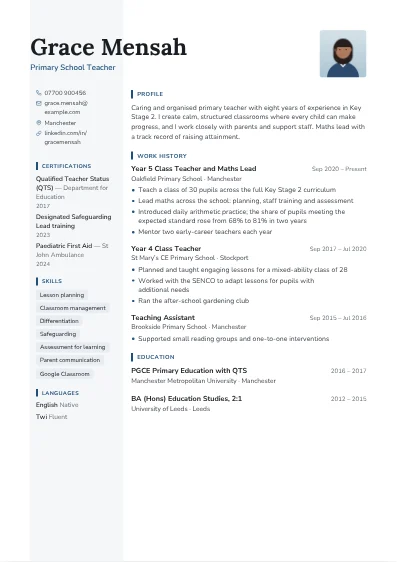 Grace Mensah
Primary School Teacher
07700 900456
grace.mensah@
example.com
Manchester
linkedin.com/in/
gracemensah
CERTIFICATIONS
Qualified Teacher Status
(QTS) — Department for
Education
2017
Designated Safeguarding
Lead training
2023
Paediatric First Aid — St
John Ambulance
2024
SKILLS
Lesson planning
Classroom management
Differentiation
Safeguarding
Assessment for learning
Parent communication
Google Classroom
LANGUAGES
English Native
Twi Fluent
PROFILE
Caring and organised primary teacher with eight years of experience in Key
Stage 2. I create calm, structured classrooms where every child can make
progress, and I work closely with parents and support staff. Maths lead with
a track record of raising attainment.
WORK HISTORY
Year 5 Class Teacher and Maths Lead Sep 2020 – Present
Oakfield Primary School · Manchester
• Teach a class of 30 pupils across the full Key Stage 2 curriculum
• Lead maths across the school: planning, staff training and assessment
• Introduced daily arithmetic practice; the share of pupils meeting the
expected standard rose from 68% to 81% in two years
• Mentor two early-career teachers each year
Year 4 Class Teacher Sep 2017 – Jul 2020
St Mary's CE Primary School · Stockport
• Planned and taught engaging lessons for a mixed-ability class of 28
• Worked with the SENCO to adapt lessons for pupils with
additional needs
• Ran the after-school gardening club
Teaching Assistant Sep 2015 – Jul 2016
Brookside Primary School · Manchester
• Supported small reading groups and one-to-one interventions
EDUCATION
PGCE Primary Education with QTS 2016 – 2017
Manchester Metropolitan University · Manchester
BA (Hons) Education Studies, 2:1 2012 – 2015
University of Leeds · Leeds